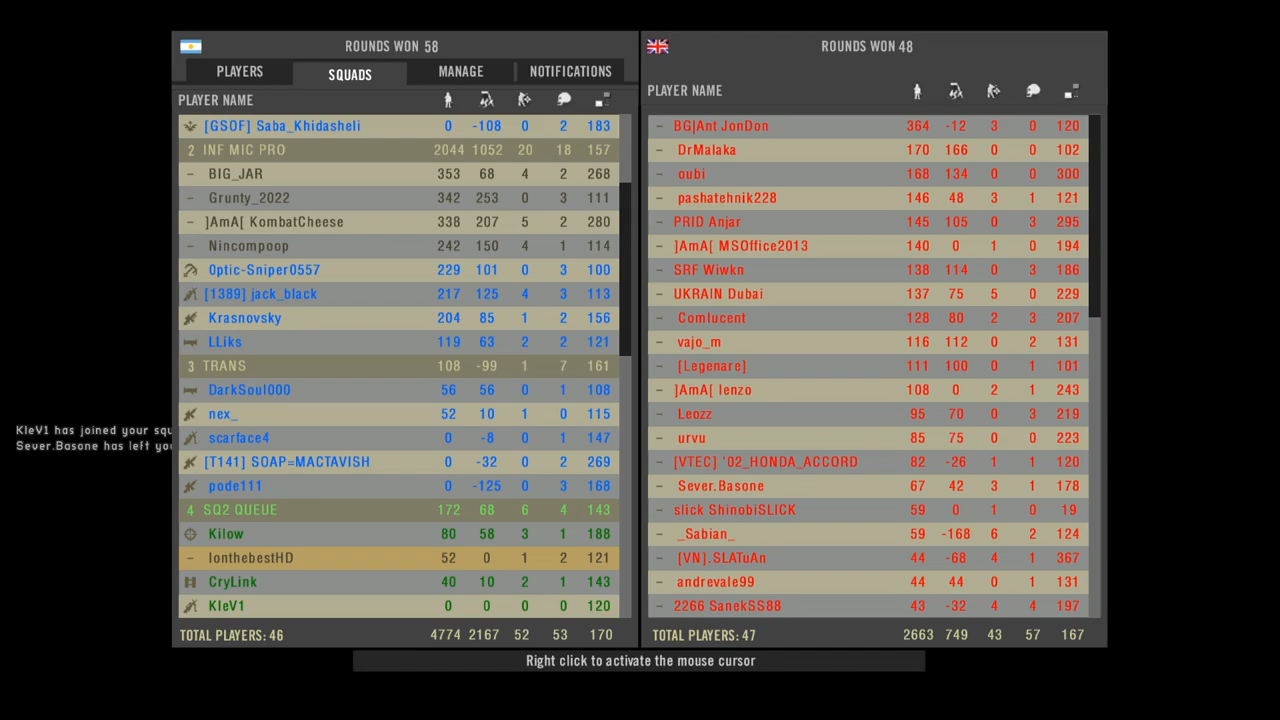 ROUNDS WON 58
PLAYERS SQUADS MANAGE NOTIFICATIONS
PLAYER NAME
[GSOF] Saba_Khidasheli 0 -108 0 2 183
2 INF MIC PRO 2044 1052 20 18 157
- BIG_JAR 353 68 4 2 268
- Grunty_2022 342 253 0 3 111
- ]AmA[ KombatCheese 338 207 5 2 280
- Nincompoop 242 150 4 1 114
Optic-Sniper0557 229 101 0 3 100
[1389] jack_black 217 125 4 3 113
Krasnovsky 204 85 1 2 156
LLiks 119 63 2 2 121
3 TRANS 108 -99 1 7 161
DarkSoul000 56 56 0 1 108
nex_ 52 10 1 0 115
scarface4 0 -8 0 1 147
[T141] SOAP=MACTAVISH 0 -32 0 2 269
pode111 0 -125 0 3 168
4 SQ2 QUEUE 172 68 6 4 143
Kilow 80 58 3 1 188
- IonthebestHD 52 0 1 2 121
CryLink 40 10 2 1 143
KleV1 0 0 0 0 120
TOTAL PLAYERS: 46 4774 2167 52 53 170
ROUNDS WON 48
PLAYER NAME
- BG|Ant JonDon 364 -12 3 0 120
- DrMalaka 170 166 0 0 102
- oubi 168 134 0 0 300
- pashatehnik228 146 48 3 1 121
- PRID Anjar 145 105 0 3 295
- ]AmA[ MSOffice2013 140 0 1 0 194
- SRF Wiwkn 138 114 0 3 186
- UKRAIN Dubai 137 75 5 0 229
- Comlucent 128 80 2 3 207
- vajo_m 116 112 0 2 131
- [Legenare] 111 100 0 1 101
- ]AmA[ Ienzo 108 0 2 1 243
- Leozz 95 70 0 3 219
- urvu 85 75 0 0 223
- [VTEC] '02_HONDA_ACCORD 82 -26 1 1 120
- Sever.Basone 67 42 3 1 178
- slick ShinobiSLICK 59 0 1 0 19
- _Sabian_ 59 -168 6 2 124
- [VN].SLATuAn 44 -68 4 1 367
- andrevale99 44 44 0 1 131
- 2266 SanekSS88 43 -32 4 4 197
TOTAL PLAYERS: 47 2663 749 43 57 167
KleV1 has joined your squ
Sever.Basone has left yo
Right click to activate the mouse cursor